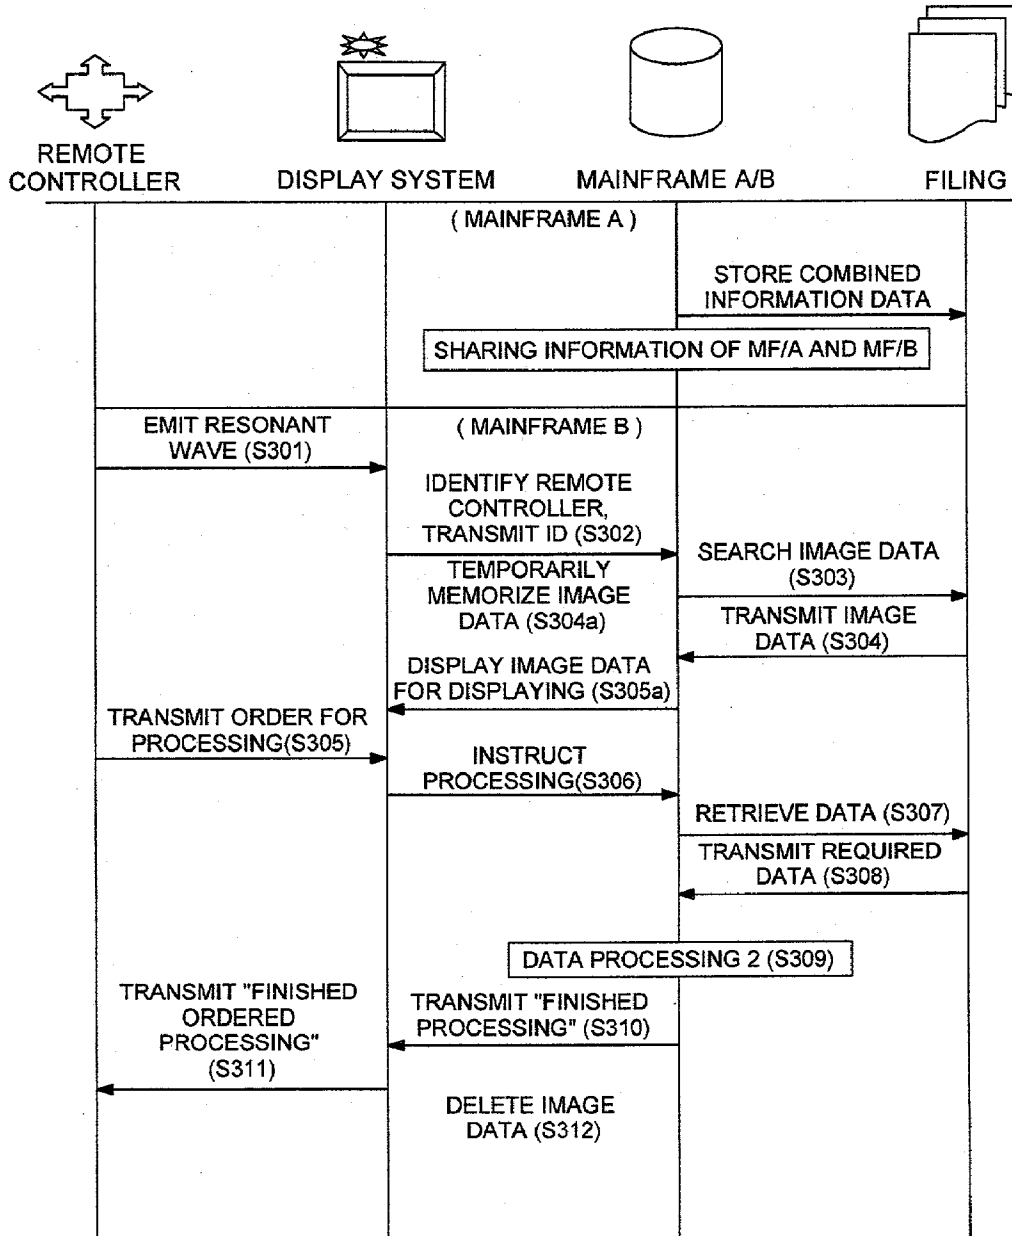 REMOTE
CONTROLLER
DISPLAY SYSTEM
MAINFRAME A/B
FILING
( MAINFRAME A )
STORE COMBINED
INFORMATION DATA
SHARING INFORMATION OF MF/A AND MF/B
EMIT RESONANT
WAVE (S301)
( MAINFRAME B )
IDENTIFY REMOTE
CONTROLLER,
TRANSMIT ID (S302)
SEARCH IMAGE DATA
(S303)
TEMPORARILY
MEMORIZE IMAGE
DATA (S304a)
TRANSMIT IMAGE
DATA (S304)
DISPLAY IMAGE DATA
FOR DISPLAYING (S305a)
TRANSMIT ORDER FOR
PROCESSING(S305)
INSTRUCT
PROCESSING(S306)
RETRIEVE DATA (S307)
TRANSMIT REQUIRED
DATA (S308)
DATA PROCESSING 2 (S309)
TRANSMIT "FINISHED
PROCESSING" (S310)
TRANSMIT "FINISHED
ORDERED
PROCESSING"
(S311)
DELETE IMAGE
DATA (S312)